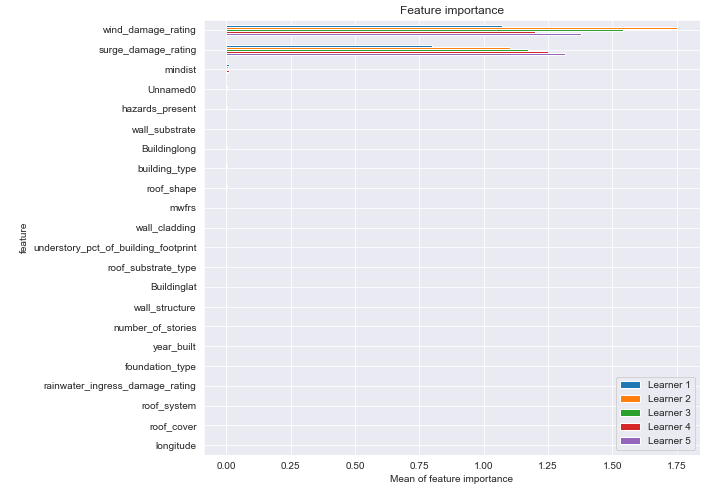 Feature importance
wind_damage_rating
surge_damage_rating
mindist
Unnamed0
hazards_present
wall_substrate
Buildinglong
building_type
roof_shape
mwfrs
wall_cladding
understory_pct_of_building_footprint
roof_substrate_type
Buildinglat
wall_structure
number_of_stories
year_built
foundation_type
rainwater_ingress_damage_rating
roof_system
roof_cover
longitude
feature
Learner 1
Learner 2
Learner 3
Learner 4
Learner 5
0.00 0.25 0.50 0.75 1.00 1.25 1.50 1.75
Mean of feature importance